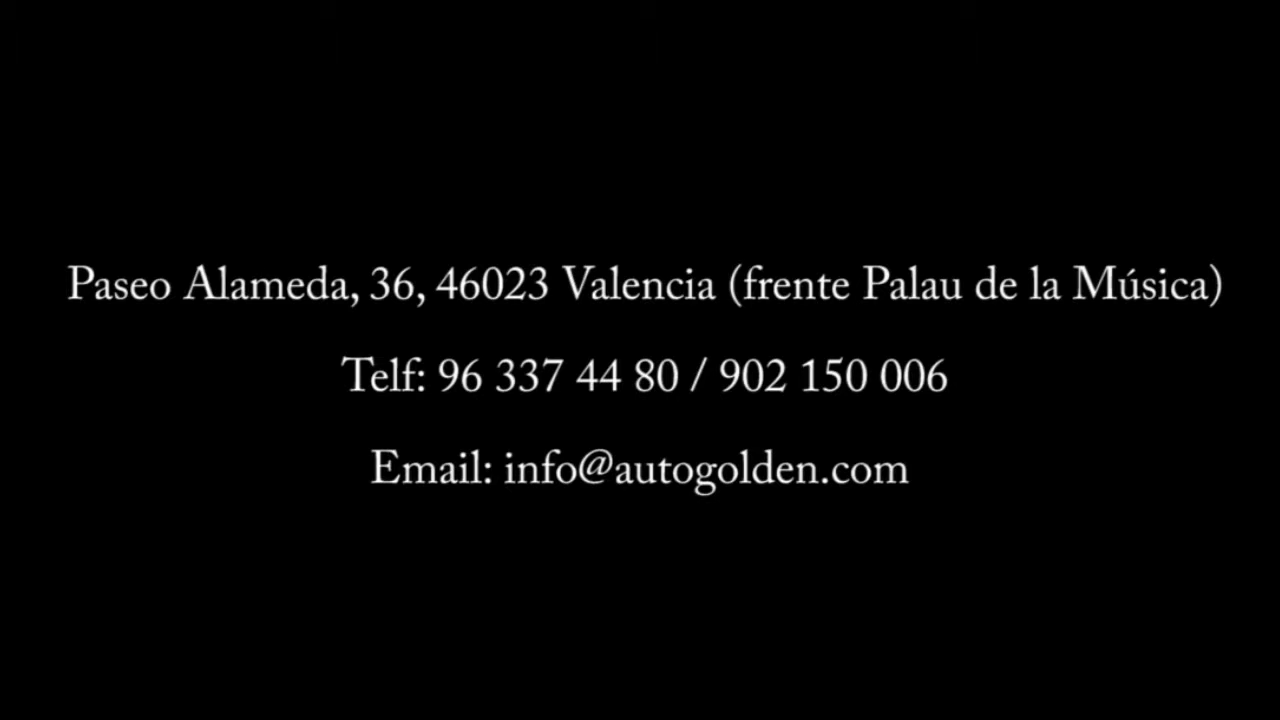 Paseo Alameda, 36, 46023 Valencia (frente Palau de la Música)
Telf: 96 337 44 80 / 902 150 006
Email: info@autogolden.com